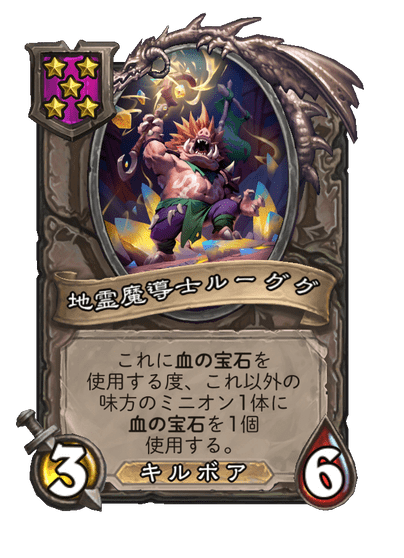 地霊魔導士ルーググ
これに血の宝石を
使用する度、これ以外の
味方のミニオン1体に
血の宝石を1個
使用する。
キルボア
3
6